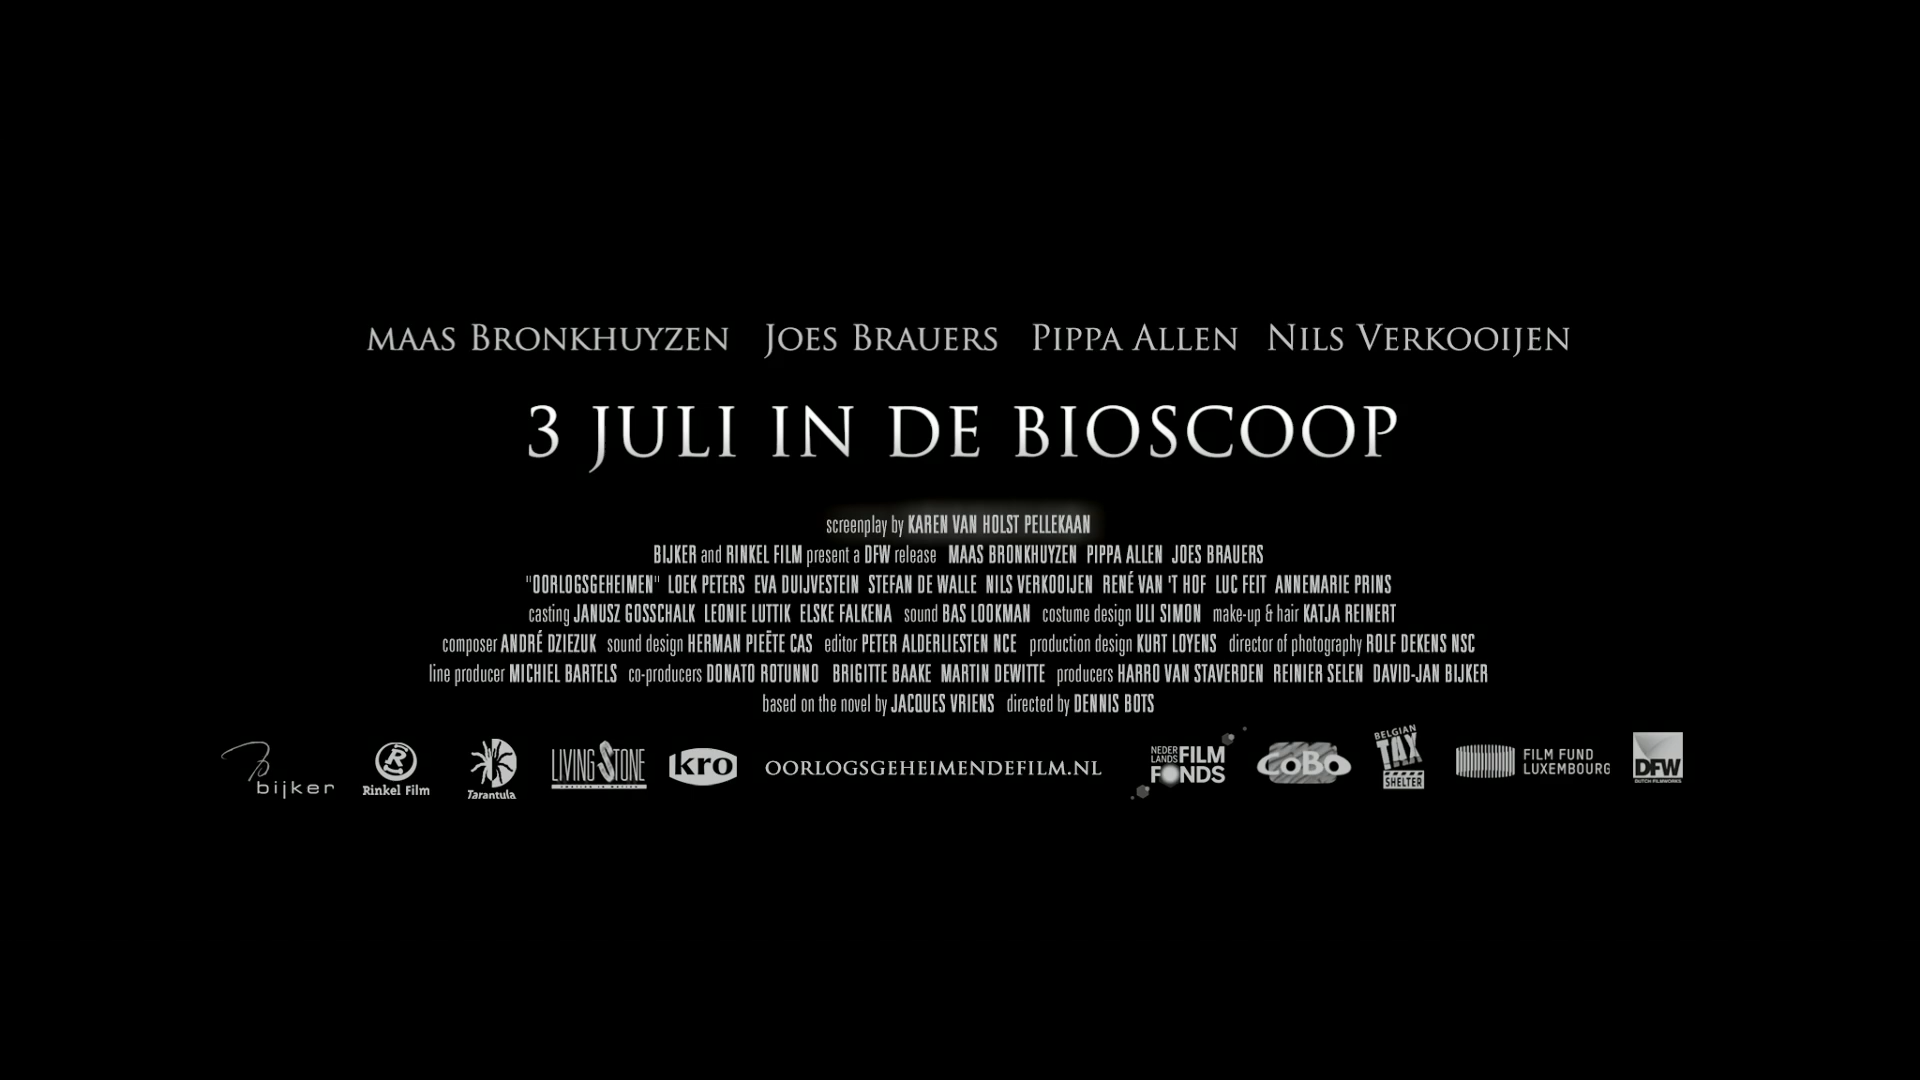 MAAS BRONKHUYZEN JOES BRAUERS PIPPA ALLEN NILS VERKOOIJEN
3 JULI IN DE BIOSCOOP
screenplay by KAREN VAN HOLST PELLEKAAN
BIJKER and RINKEL FILM present a DFW release MAAS BRONKHUYZEN PIPPA ALLEN JOES BRAUERS
"OORLOGSGEHEIMEN" LOEK PETERS EVA DUIJVESTEIN STEFAN DE WALLE NILS VERKOOIJEN RENÉ VAN 'T HOF LUC FEIT ANNEMARIE PRINS
casting JANUSZ GOSSCHALK LEONIE LUTTIK ELSKE FALKENA sound BAS LOOKMAN costume design ULI SIMON make-up & hair KATJA REINERT
composer ANDRÉ DZIEZUK sound design HERMAN PIEËTE CAS editor PETER ALDERLIESTEN NCE production design KURT LOYENS director of photography ROLF DEKENS NSC
line producer MICHIEL BARTELS co-producers DONATO ROTUNNO BRIGITTE BAAKE MARTIN DEWITTE producers HARRO VAN STAVERDEN REINIER SELEN DAVID-JAN BIJKER
based on the novel by JACQUES VRIENS directed by DENNIS BOTS
bijker
Rinkel Film
Tarantula
LIVING STONE
kro
OORLOGSGEHEIMENDEFILM.NL
NEDERLANDS FILM FONDS
COBO
BELGIAN TAX SHELTER
FILM FUND
LUXEMBOURG
DFW
DUTCH FILMWORKS